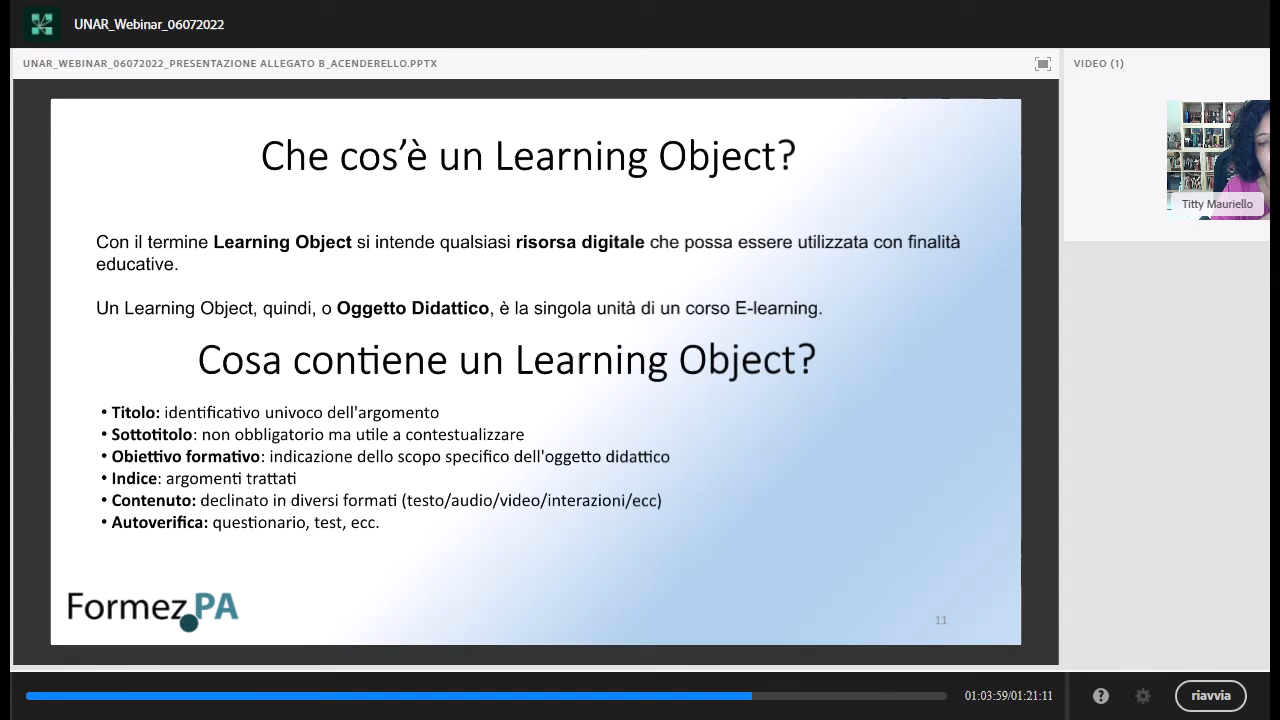 UNAR_Webinar_06072022
UNAR_WEBINAR_06072022_PRESENTAZIONE ALLEGATO B_ACENDERELLO.PPTX
VIDEO (1)
Che cos'è un Learning Object?
Con il termine Learning Object si intende qualsiasi risorsa digitale che possa essere utilizzata con finalità
educative.
Un Learning Object, quindi, o Oggetto Didattico, è la singola unità di un corso E-learning.
Cosa contiene un Learning Object?
• Titolo: identificativo univoco dell'argomento
• Sottotitolo: non obbligatorio ma utile a contestualizzare
• Obiettivo formativo: indicazione dello scopo specifico dell'oggetto didattico
• Indice: argomenti trattati
• Contenuto: declinato in diversi formati (testo/audio/video/interazioni/ecc)
• Autoverifica: questionario, test, ecc.
Formez PA
11
Titty Mauriello
01:03:59/01:21:11
?
riavvia